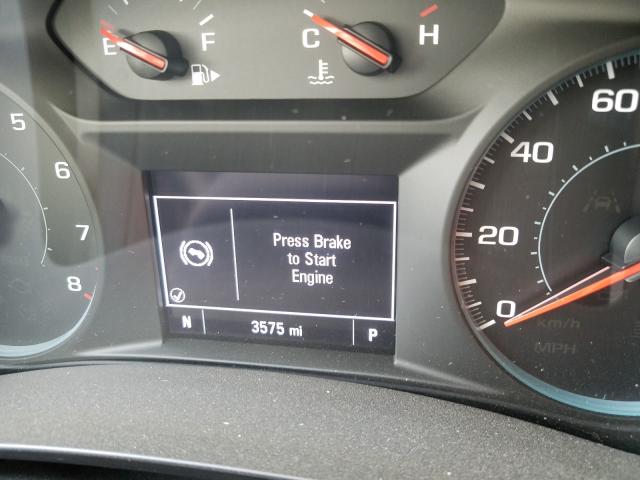 E F C H
5
6
7
8
60
40
20
0
km/h
MPH
Press Brake
to Start
Engine
N 3575 mi P